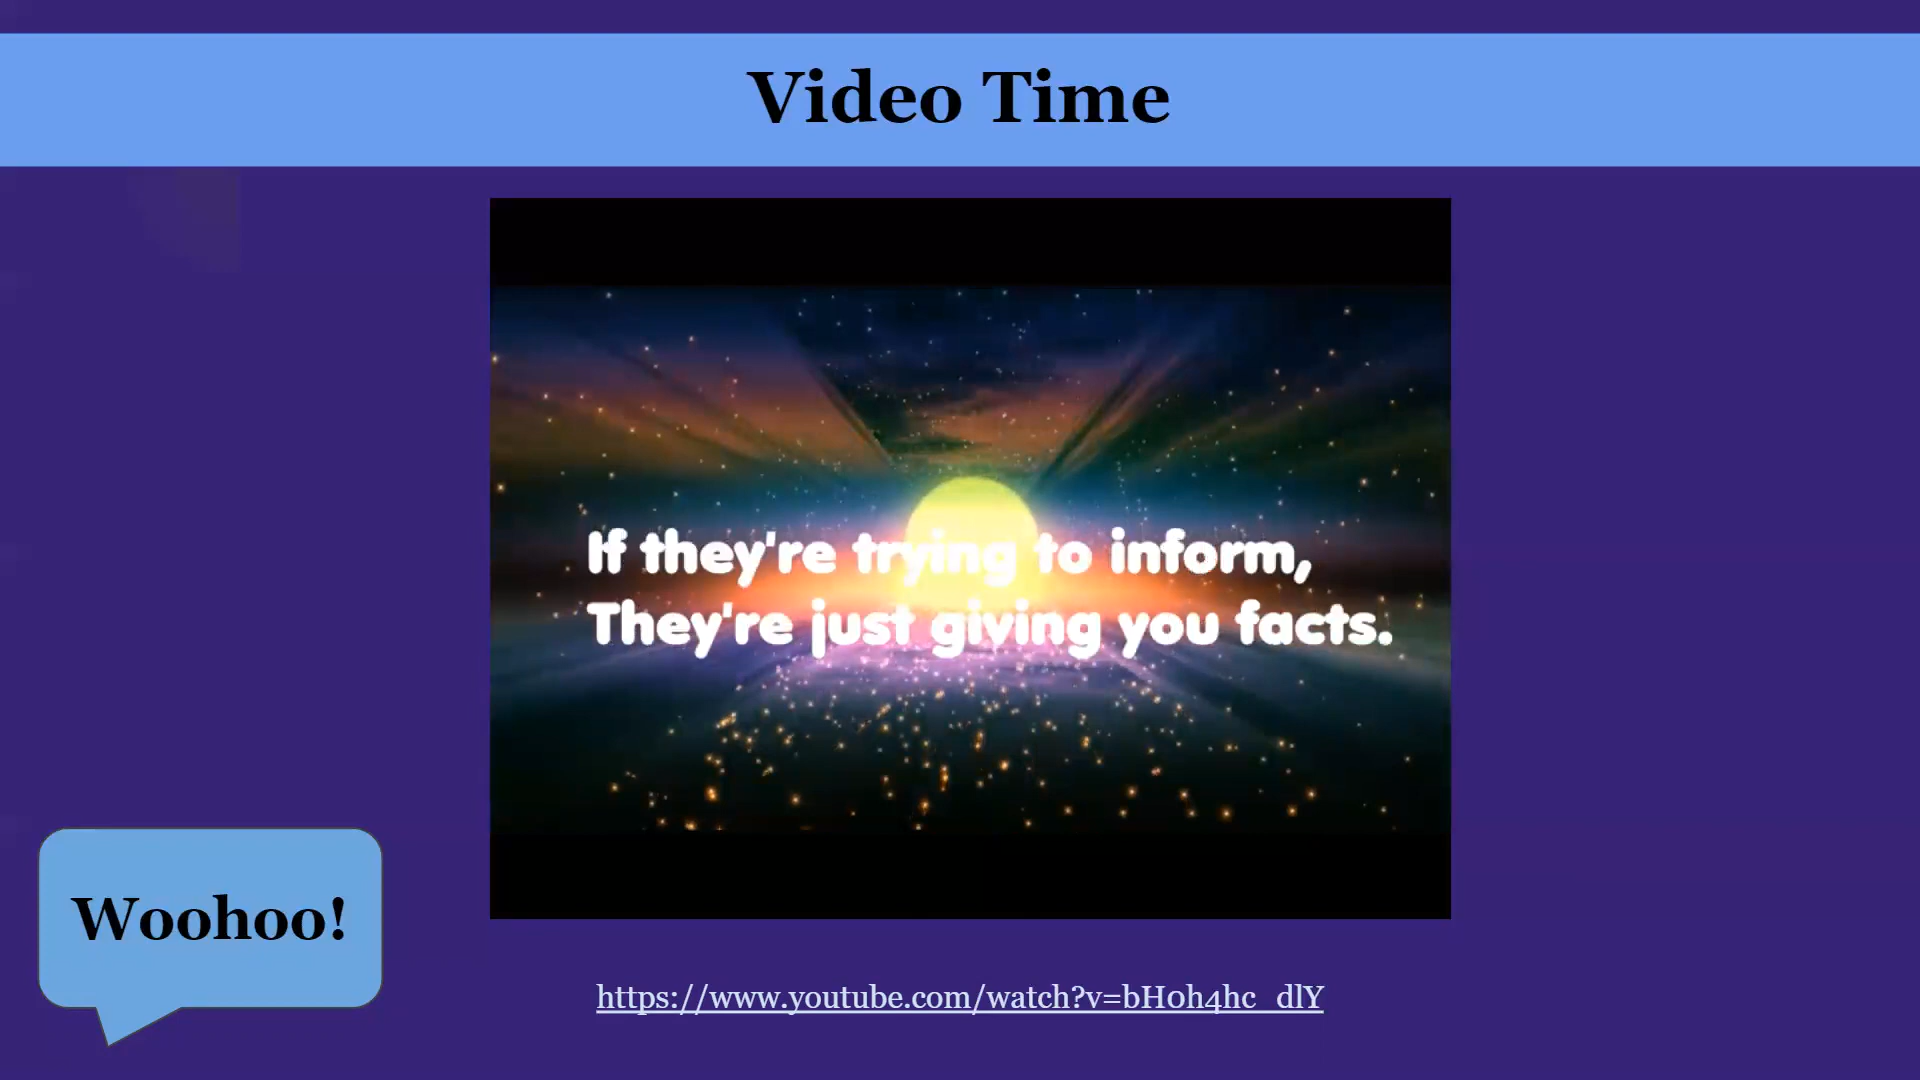 Video Time
If they're trying to inform,
They're just giving you facts.
Woohoo!
https://www.youtube.com/watch?v=bH0h4hc_dlY